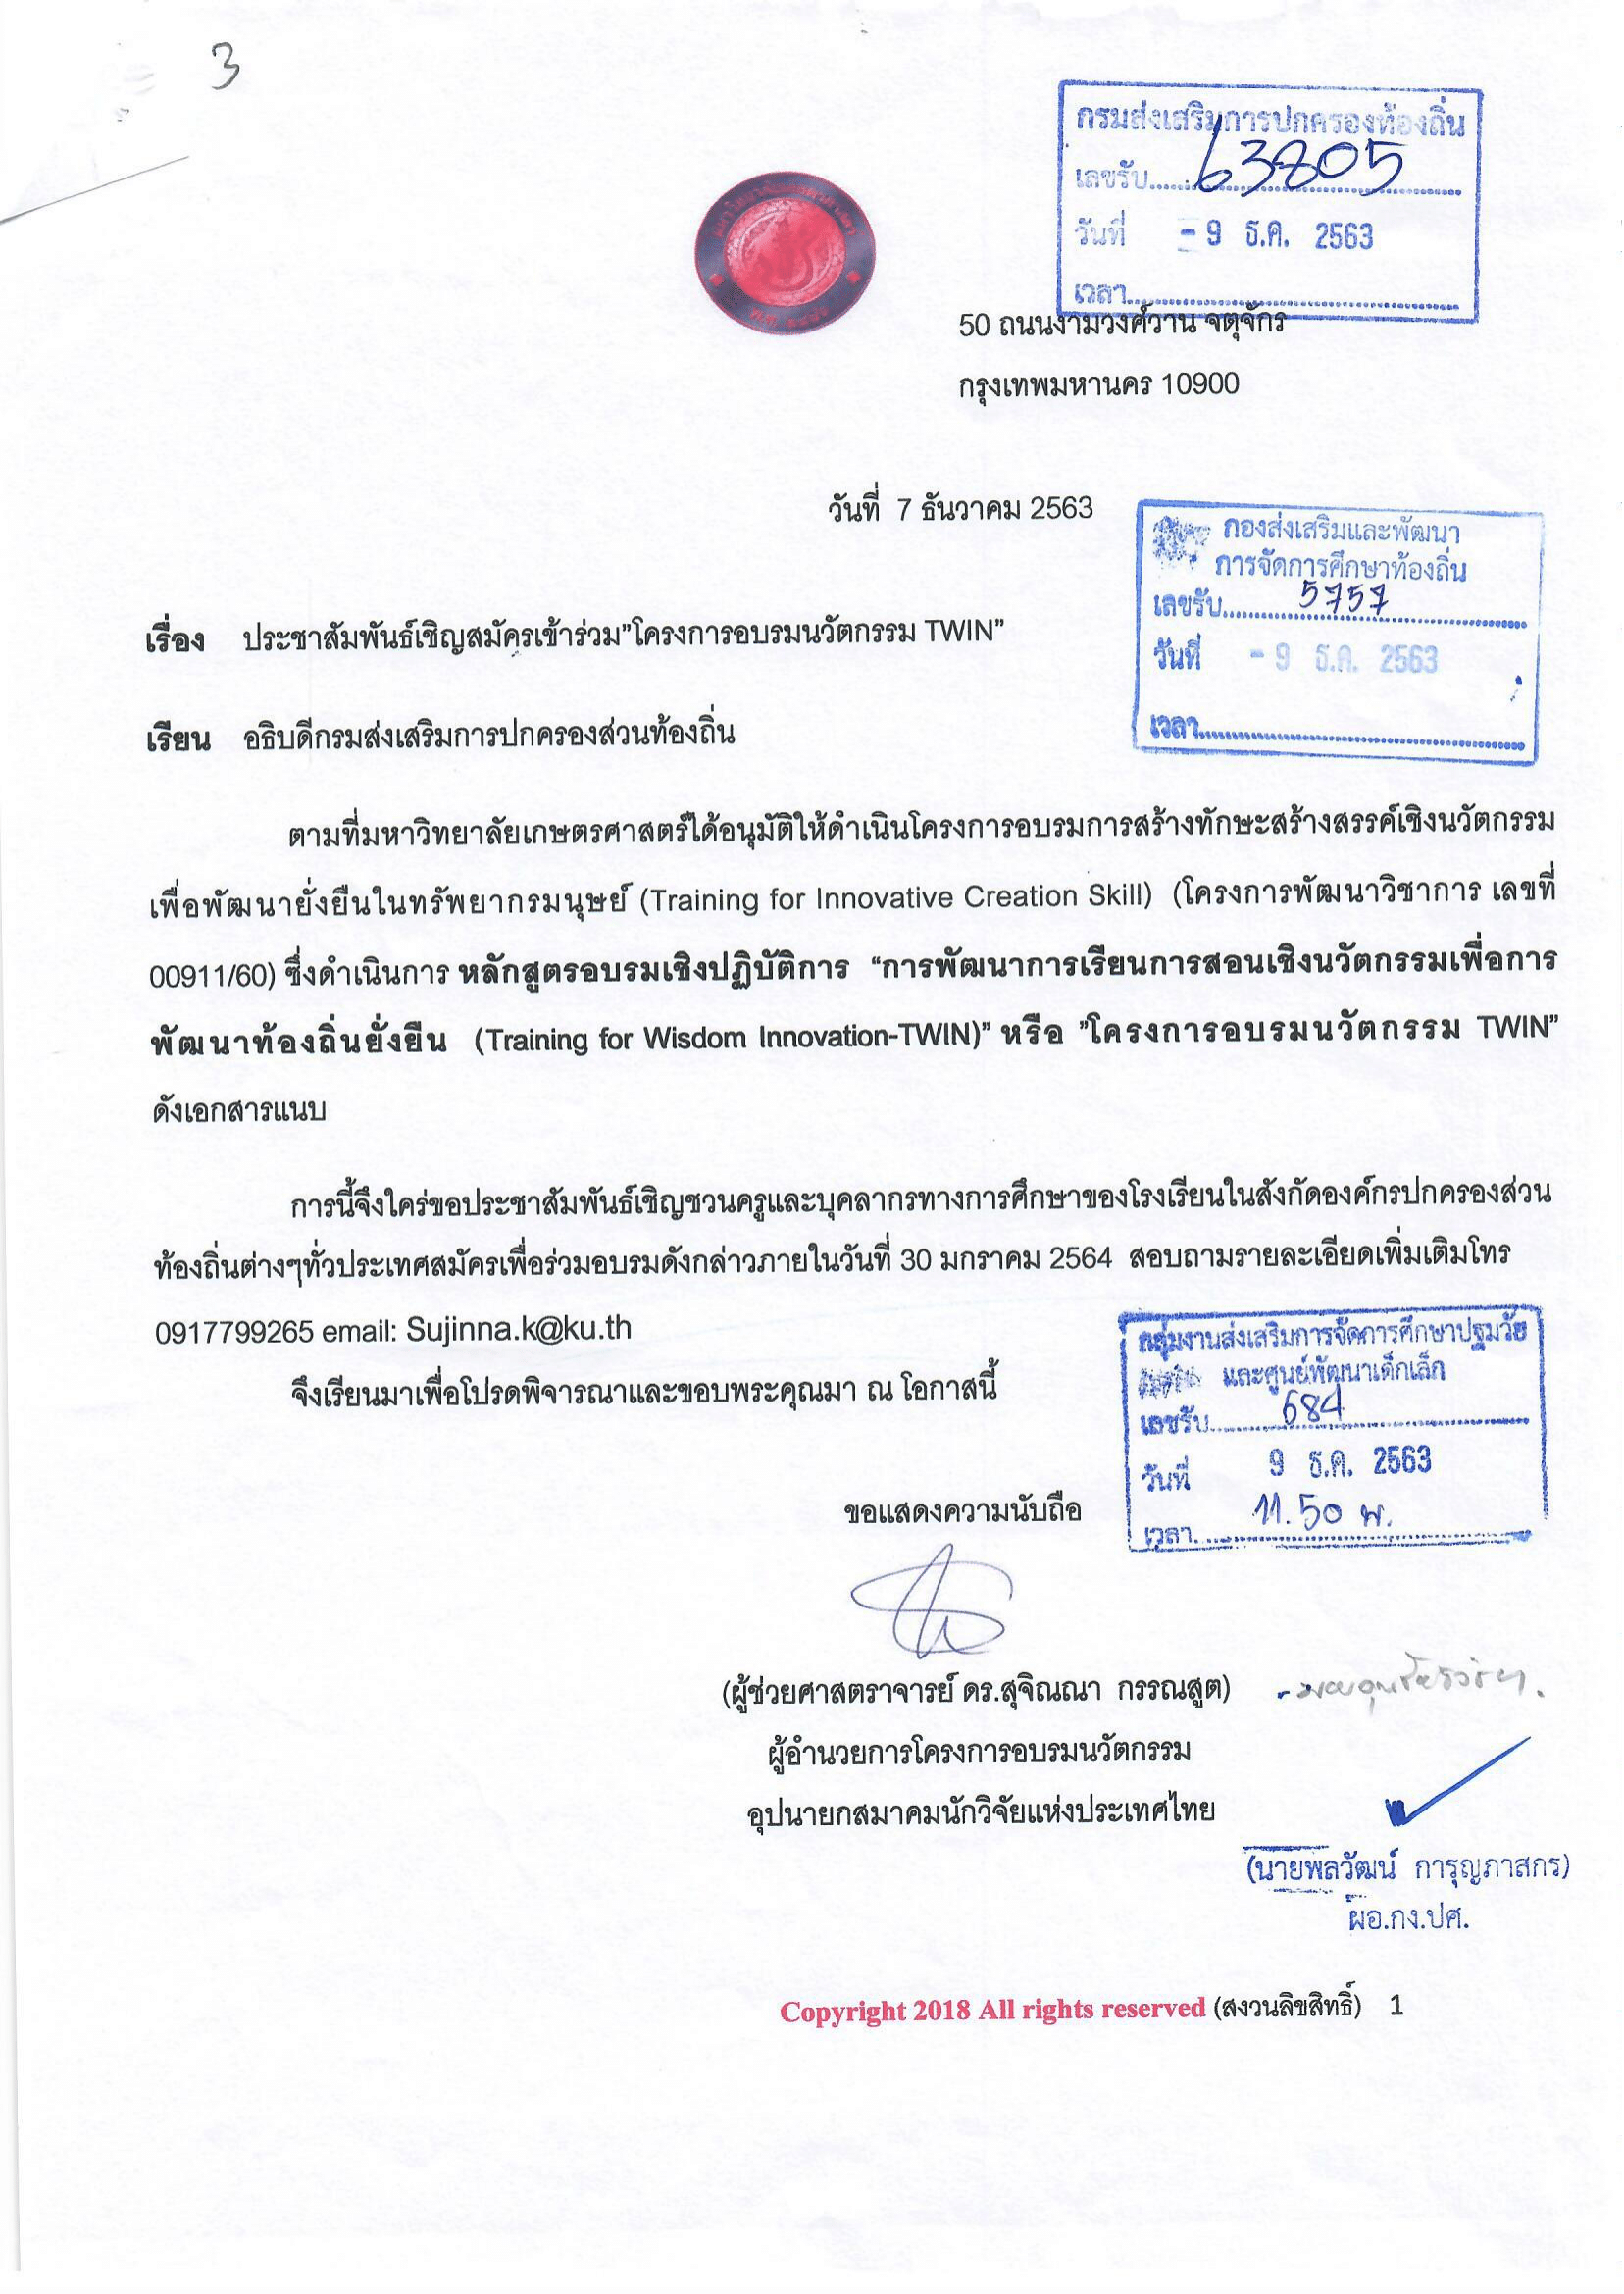 3
กรมส่งเสริมการปกครองท้องถิ่น
เลขรับ 63805
วันที่ - 9 ธ.ค. 2563
เวลา
50 ถนนงามวงศ์วาน จตุจักร
กรุงเทพมหานคร 10900
วันที่ 7 ธันวาคม 2563
กองส่งเสริมและพัฒนา
การจัดการศึกษาท้องถิ่น
เลขรับ 5757
วันที่ - 9 ธ.ค. 2563
เวลา
เรื่อง ประชาสัมพันธ์เชิญสมัครเข้าร่วม”โครงการอบรมนวัตกรรม TWIN”
เรียน อธิบดีกรมส่งเสริมการปกครองส่วนท้องถิ่น
ตามที่มหาวิทยาลัยเกษตรศาสตร์ได้อนุมัติให้ดำเนินโครงการอบรมการสร้างทักษะสร้างสรรค์เชิงนวัตกรรม
เพื่อพัฒนายั่งยืนในทรัพยากรมนุษย์ (Training for Innovative Creation Skill) (โครงการพัฒนาวิชาการ เลขที่
00911/60) ซึ่งดำเนินการ หลักสูตรอบรมเชิงปฏิบัติการ “การพัฒนาการเรียนการสอนเชิงนวัตกรรมเพื่อการ
พัฒนาท้องถิ่นยั่งยืน (Training for Wisdom Innovation-TWIN)” หรือ ”โครงการอบรมนวัตกรรม TWIN”
ดังเอกสารแนบ
การนี้จึงใคร่ขอประชาสัมพันธ์เชิญชวนครูและบุคลากรทางการศึกษาของโรงเรียนในสังกัดองค์กรปกครองส่วน
ท้องถิ่นต่างๆทั่วประเทศสมัครเพื่อร่วมอบรมดังกล่าวภายในวันที่ 30 มกราคม 2564 สอบถามรายละเอียดเพิ่มเติมโทร
0917799265 email: Sujinna.k@ku.th
จึงเรียนมาเพื่อโปรดพิจารณาและขอบพระคุณมา ณ โอกาสนี้
กลุ่มงานส่งเสริมการจัดการศึกษาปฐมวัย
และศูนย์พัฒนาเด็กเล็ก
เลขรับ 684
วันที่ 9 ธ.ค. 2563
เวลา 11.50 น.
ขอแสดงความนับถือ
(ผู้ช่วยศาสตราจารย์ ดร.สุจิณณา กรรณสูต)
ผู้อำนวยการโครงการอบรมนวัตกรรม
อุปนายกสมาคมนักวิจัยแห่งประเทศไทย
(นายพลวัฒน์ การุญภาสกร)
ผอ.กง.ปศ.
Copyright 2018 All rights reserved (สงวนลิขสิทธิ์) 1